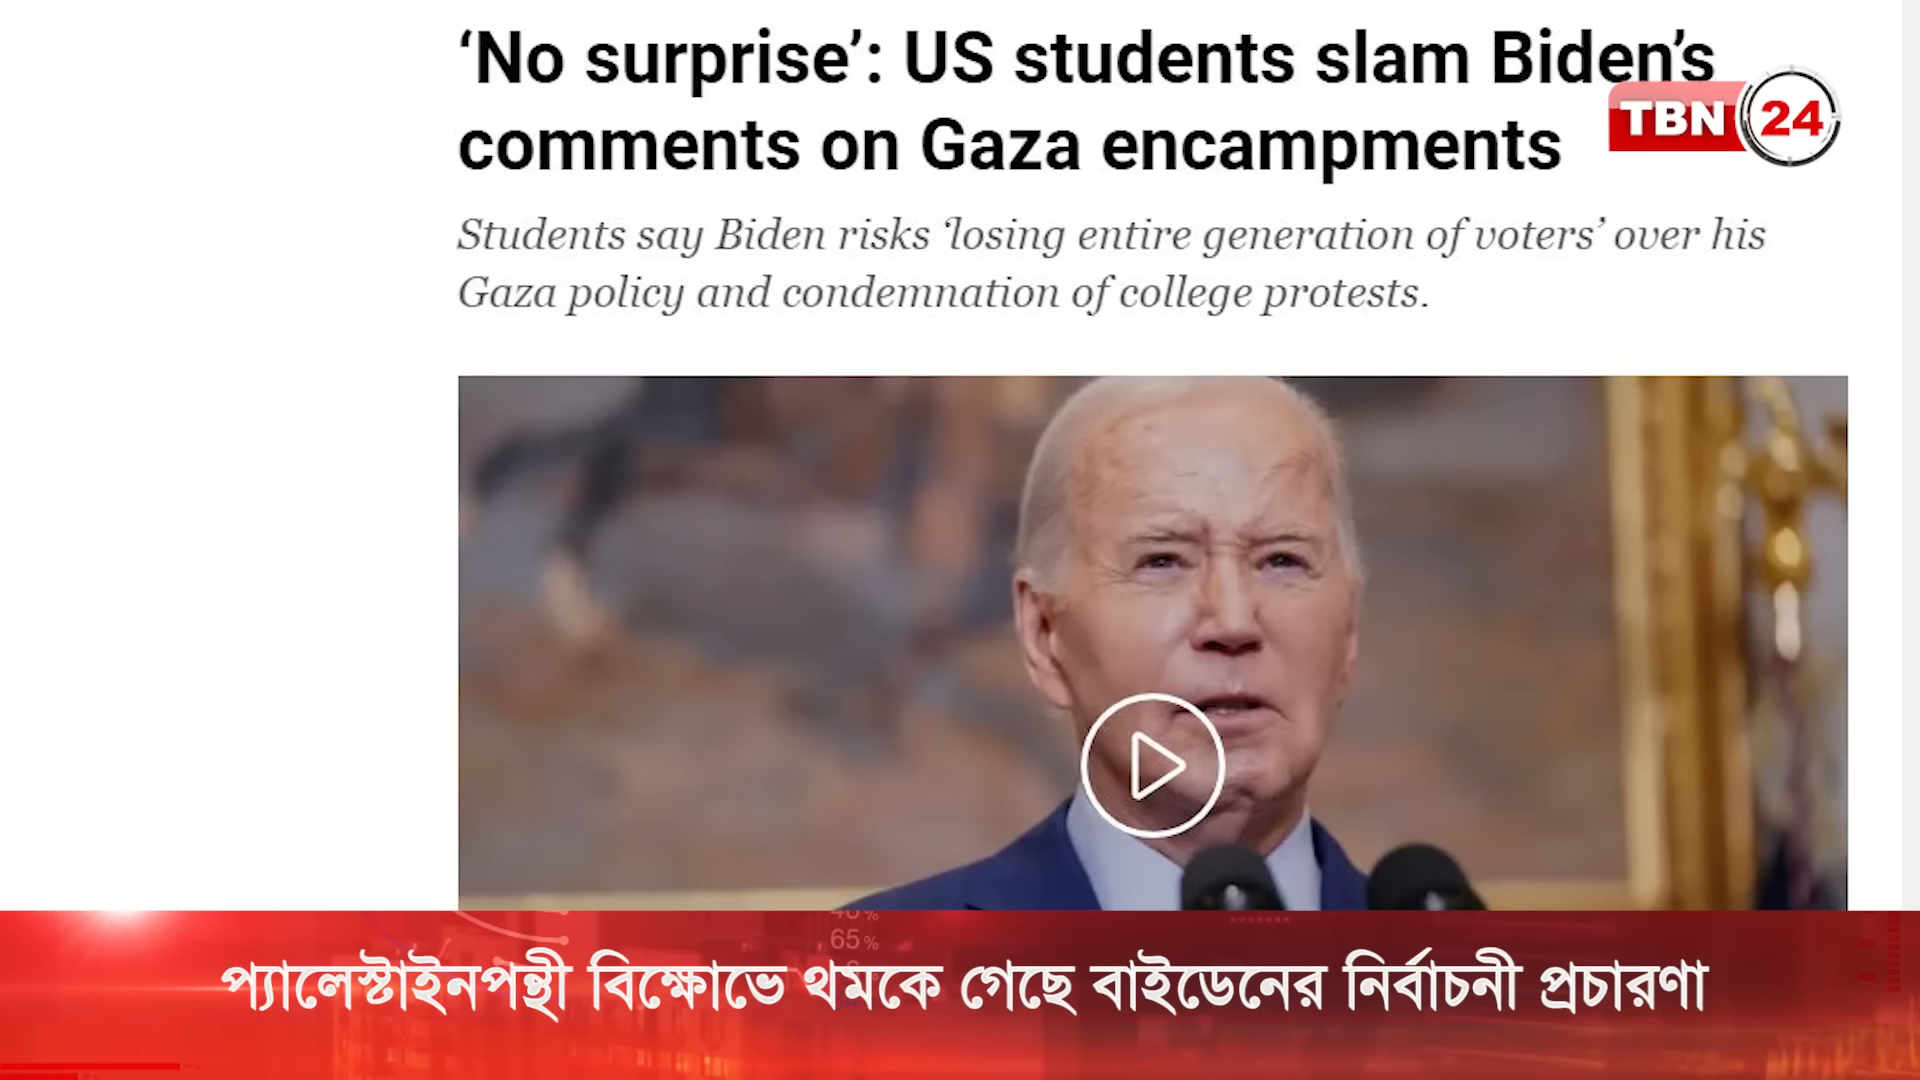 ‘No surprise’: US students slam Biden’s
comments on Gaza encampments
TBN 24
Students say Biden risks ‘losing entire generation of voters’ over his
Gaza policy and condemnation of college protests.
65%
প্যালেস্টাইনপন্থী বিক্ষোভে থমকে গেছে বাইডেনের নির্বাচনী প্রচারণা